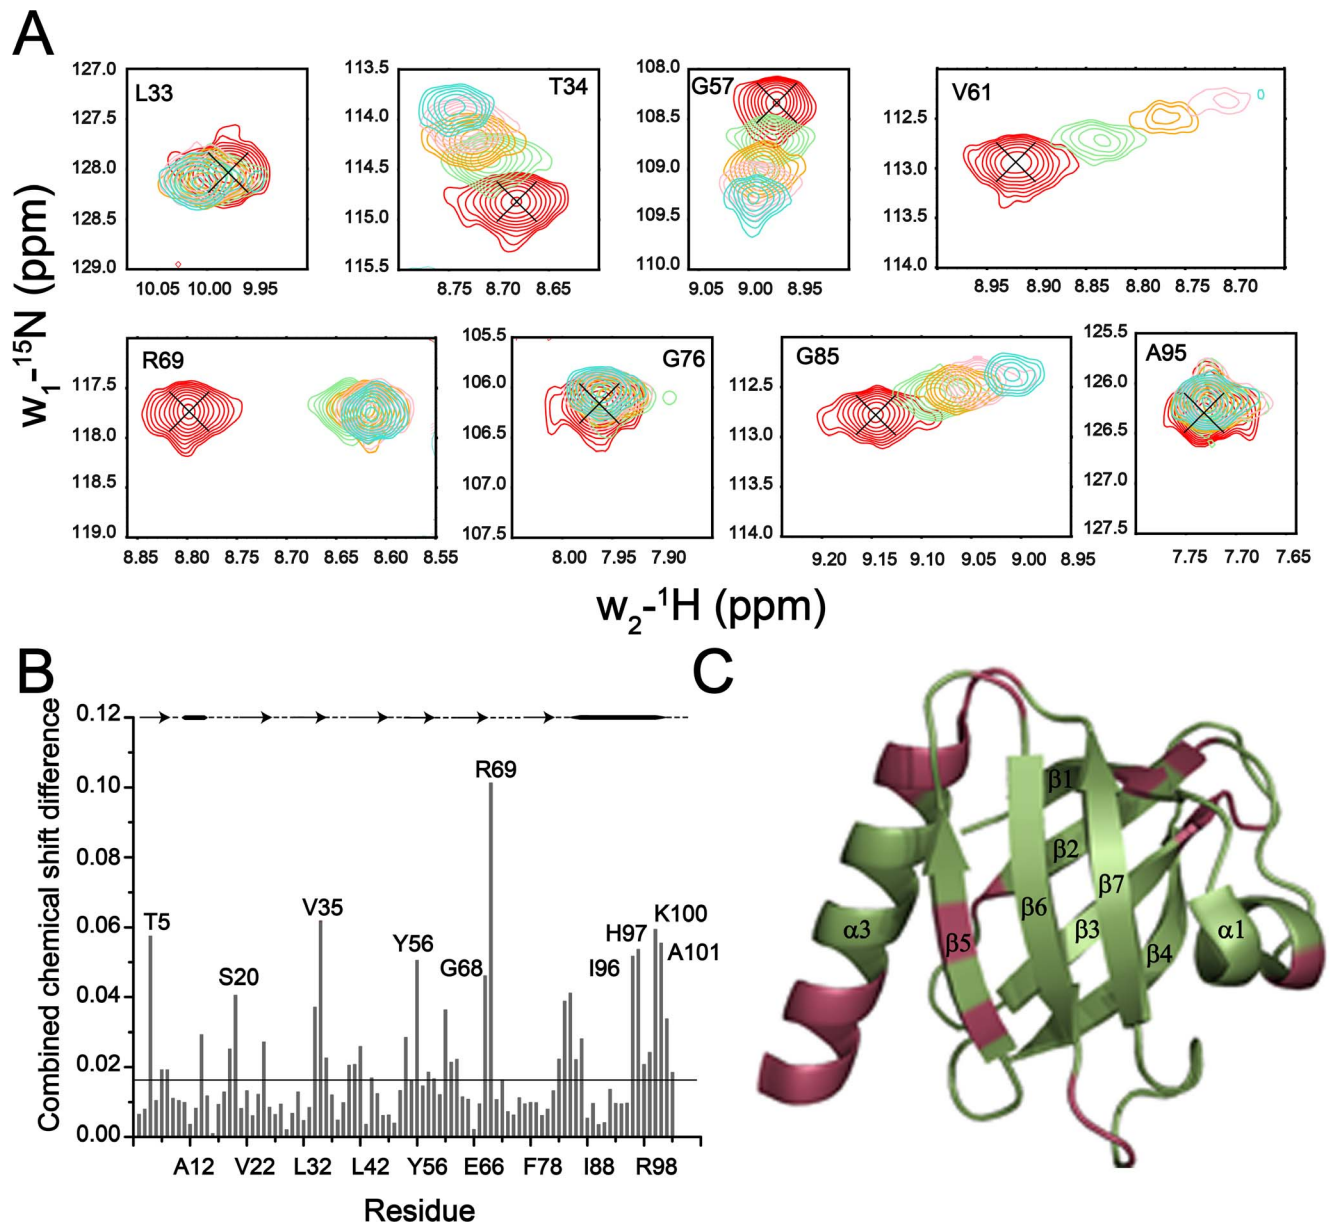 A
L33
127.0
127.5
128.0
128.5
129.0
10.05 10.00 9.95
T34
113.5
114.0
114.5
115.0
115.5
8.75 8.70 8.65
G57
108.0
108.5
109.0
109.5
110.0
9.05 9.00 8.95
V61
112.5
113.0
113.5
114.0
8.95 8.90 8.85 8.80 8.75 8.70
w1-15N (ppm)
R69
117.5
118.0
118.5
119.0
8.85 8.80 8.75 8.70 8.65 8.60 8.55
G76
105.5
106.0
106.5
107.0
107.5
8.00 7.95 7.90
G85
112.5
113.0
113.5
114.0
9.20 9.15 9.10 9.05 9.00 8.95
A95
125.5
126.0
126.5
127.0
127.5
7.75 7.70 7.65
w2-1H (ppm)
B
Combined chemical shift difference
0.12
0.10
0.08
0.06
0.04
0.02
0.00
T5
S20
V35
Y56
G68
R69
I96
H97
K100
A101
A12 V22 L32 L42 Y56 E66 F78 I88 R98
Residue
C
β1
β2
β7
β6
β3
β5
β4
α3
α1